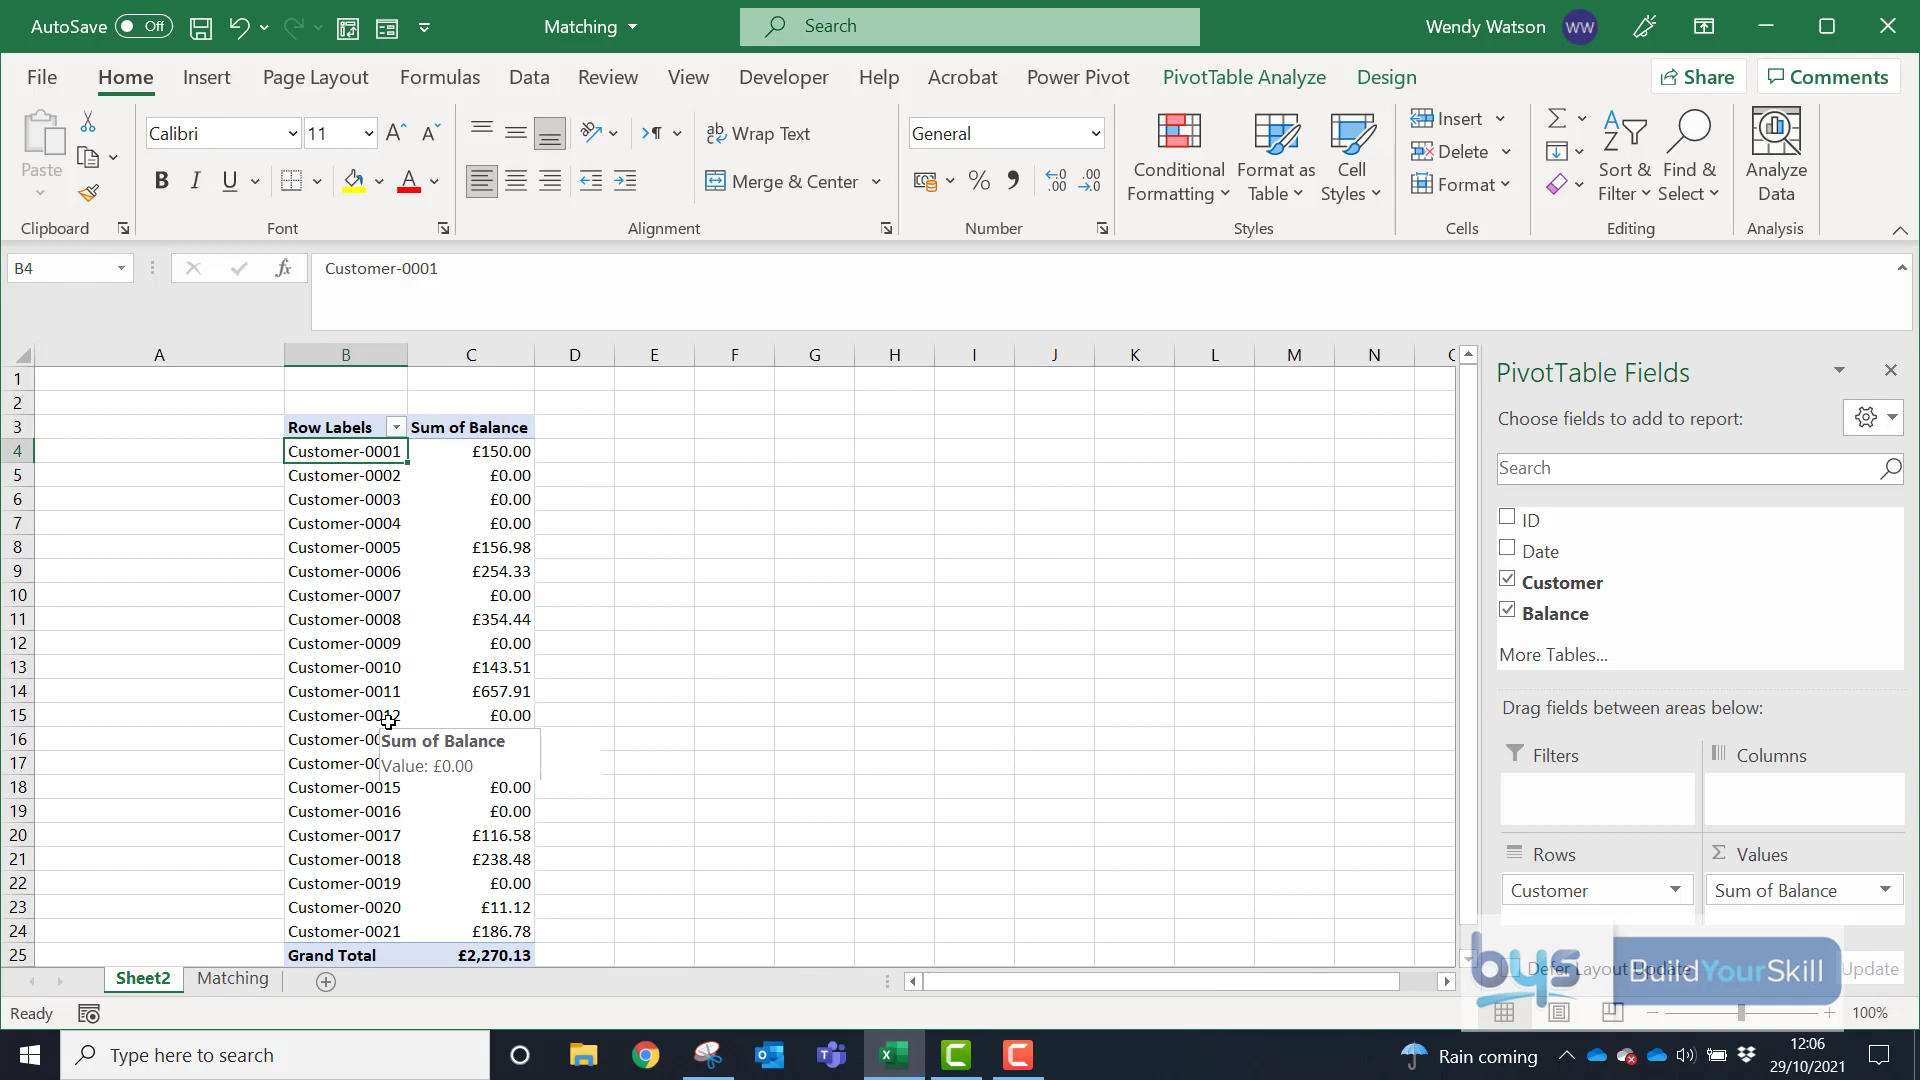 AutoSave Off Matching Search Wendy Watson WW
File Home Insert Page Layout Formulas Data Review View Developer Help Acrobat Power Pivot PivotTable Analyze Design Share Comments
Calibri 11 Wrap Text General Insert
Paste Conditional Format as Cell Delete Sort & Find & Analyze
B I U Merge & Center % Formatting Table Styles Format Filter Select Data
Clipboard Font Alignment Number Styles Cells Editing Analysis
B4 fx Customer-0001
A B C D E F G H I J K L M N
1
2
3 Row Labels Sum of Balance
4 Customer-0001 £150.00
5 Customer-0002 £0.00
6 Customer-0003 £0.00
7 Customer-0004 £0.00
8 Customer-0005 £156.98
9 Customer-0006 £254.33
10 Customer-0007 £0.00
11 Customer-0008 £354.44
12 Customer-0009 £0.00
13 Customer-0010 £143.51
14 Customer-0011 £657.91
15 Customer-0012 £0.00
16 Customer-00
17 Customer-00
Sum of Balance
Value: £0.00
18 Customer-0015 £0.00
19 Customer-0016 £0.00
20 Customer-0017 £116.58
21 Customer-0018 £238.48
22 Customer-0019 £0.00
23 Customer-0020 £11.12
24 Customer-0021 £186.78
25 Grand Total £2,270.13
PivotTable Fields
Choose fields to add to report:
Search
ID
Date
Customer
Balance
More Tables...
Drag fields between areas below:
Filters Columns
Rows Values
Customer Sum of Balance
Defer Layout Update Update
bys BuildYourSkill
Sheet2 Matching
Ready 100%
Type here to search Rain coming 12:06
29/10/2021